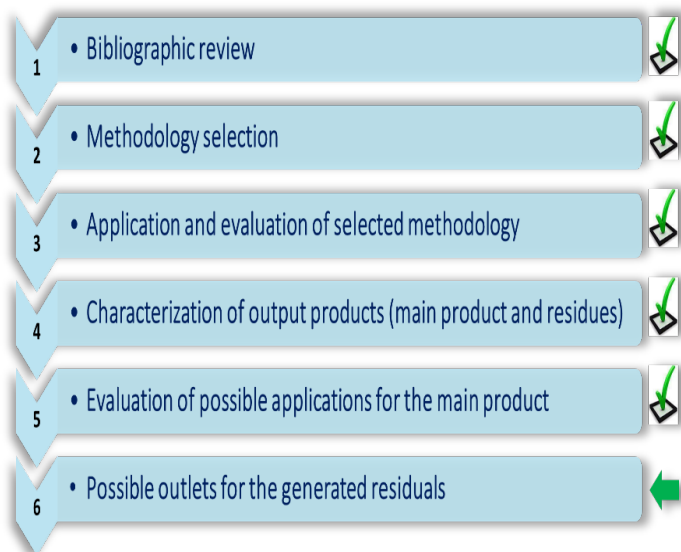 1 • Bibliographic review
2 • Methodology selection
3 • Application and evaluation of selected methodology
4 • Characterization of output products (main product and residues)
5 • Evaluation of possible applications for the main product
6 • Possible outlets for the generated residuals